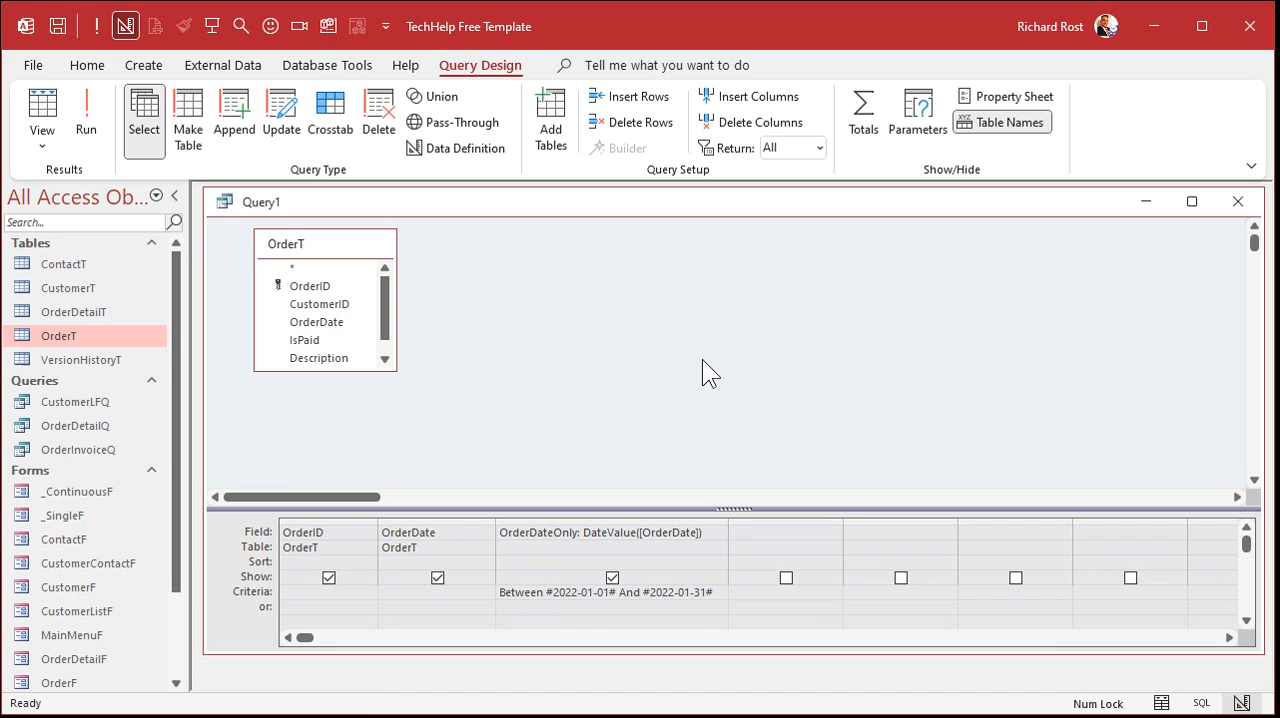 TechHelp Free Template
Richard Rost
File Home Create External Data Database Tools Help Query Design Tell me what you want to do
View
Run
Results
Select
Make
Table
Append
Update
Crosstab
Delete
Union
Pass-Through
Data Definition
Query Type
Add
Tables
Insert Rows
Delete Rows
Builder
Insert Columns
Delete Columns
Return: All
Query Setup
Totals
Parameters
Property Sheet
XYZ Table Names
Show/Hide
All Access Ob...
Search...
Tables
ContactT
CustomerT
OrderDetailT
OrderT
VersionHistoryT
Queries
CustomerLFQ
OrderDetailQ
OrderInvoiceQ
Forms
_ContinuousF
_SingleF
ContactF
CustomerContactF
CustomerF
CustomerListF
MainMenuF
OrderDetailF
OrderF
Query1
OrderT
*
OrderID
CustomerID
OrderDate
IsPaid
Description
Field: OrderID OrderDate OrderDateOnly: DateValue([OrderDate])
Table: OrderT OrderT
Sort:
Show:
Criteria: Between #2022-01-01# And #2022-01-31#
or:
Ready
Num Lock
SQL